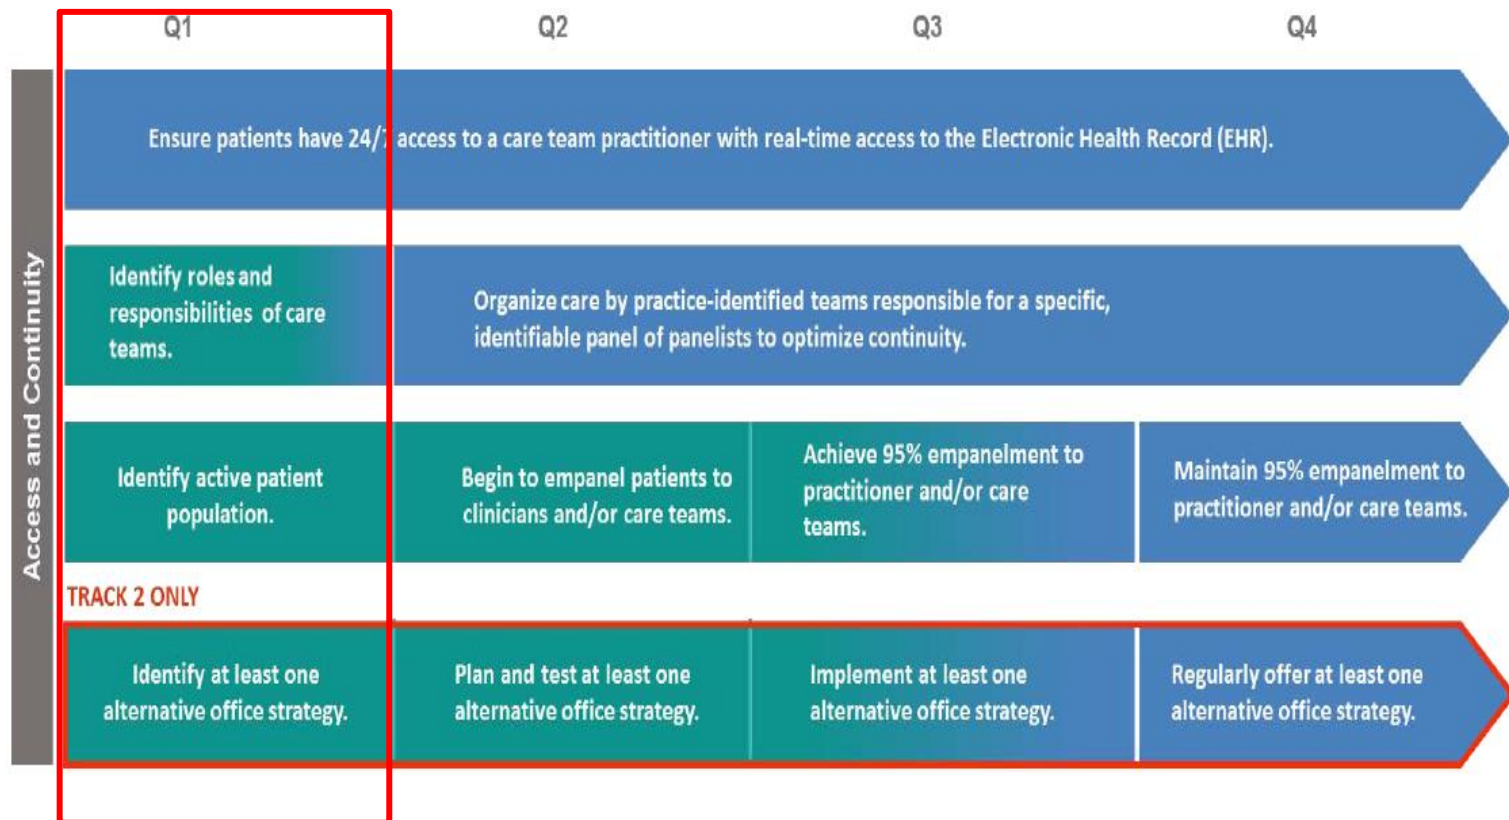 Q1 Q2 Q3 Q4
Access and Continuity
Ensure patients have 24/7 access to a care team practitioner with real-time access to the Electronic Health Record (EHR).
Identify roles and
responsibilities of care
teams.
Organize care by practice-identified teams responsible for a specific,
identifiable panel of panelists to optimize continuity.
Identify active patient
population.
Begin to empanel patients to
clinicians and/or care teams.
Achieve 95% empanelment to
practitioner and/or care
teams.
Maintain 95% empanelment to
practitioner and/or care teams.
TRACK 2 ONLY
Identify at least one
alternative office strategy.
Plan and test at least one
alternative office strategy.
Implement at least one
alternative office strategy.
Regularly offer at least one
alternative office strategy.